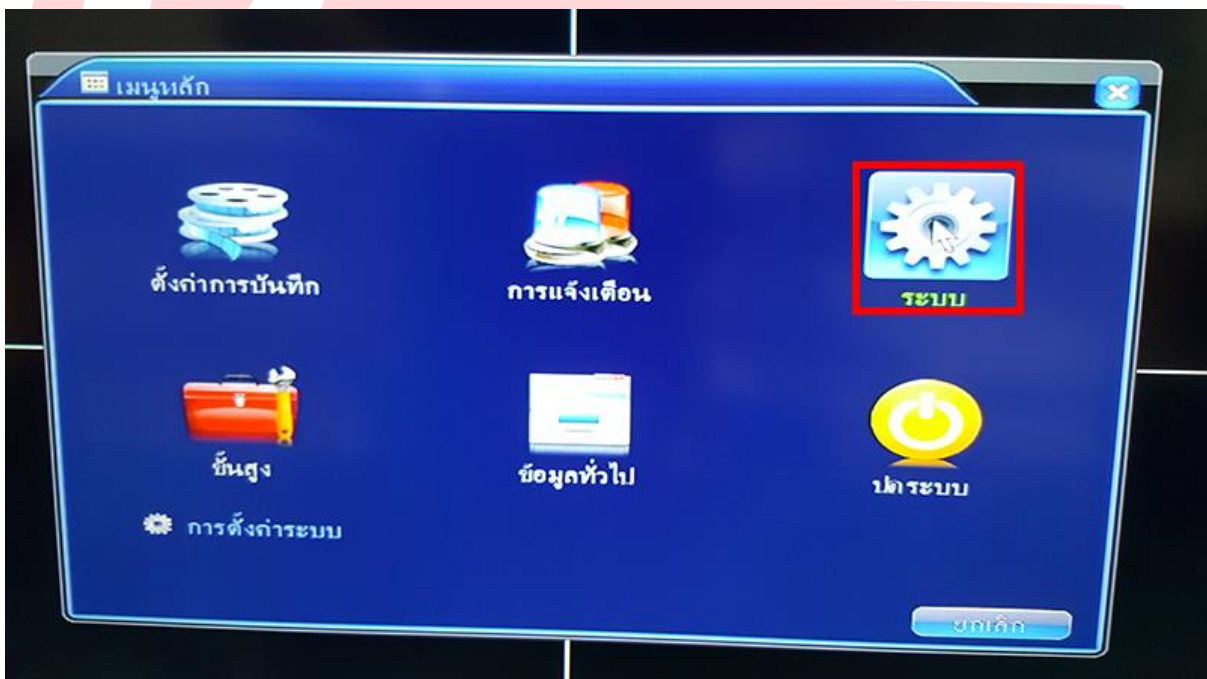 เมนูหลัก
ตั้งค่าการบันทึก
การแจ้งเตือน
ระบบ
ขั้นสูง
ข้อมูลทั่วไป
ปิดระบบ
การตั้งค่าระบบ
ยกเลิก